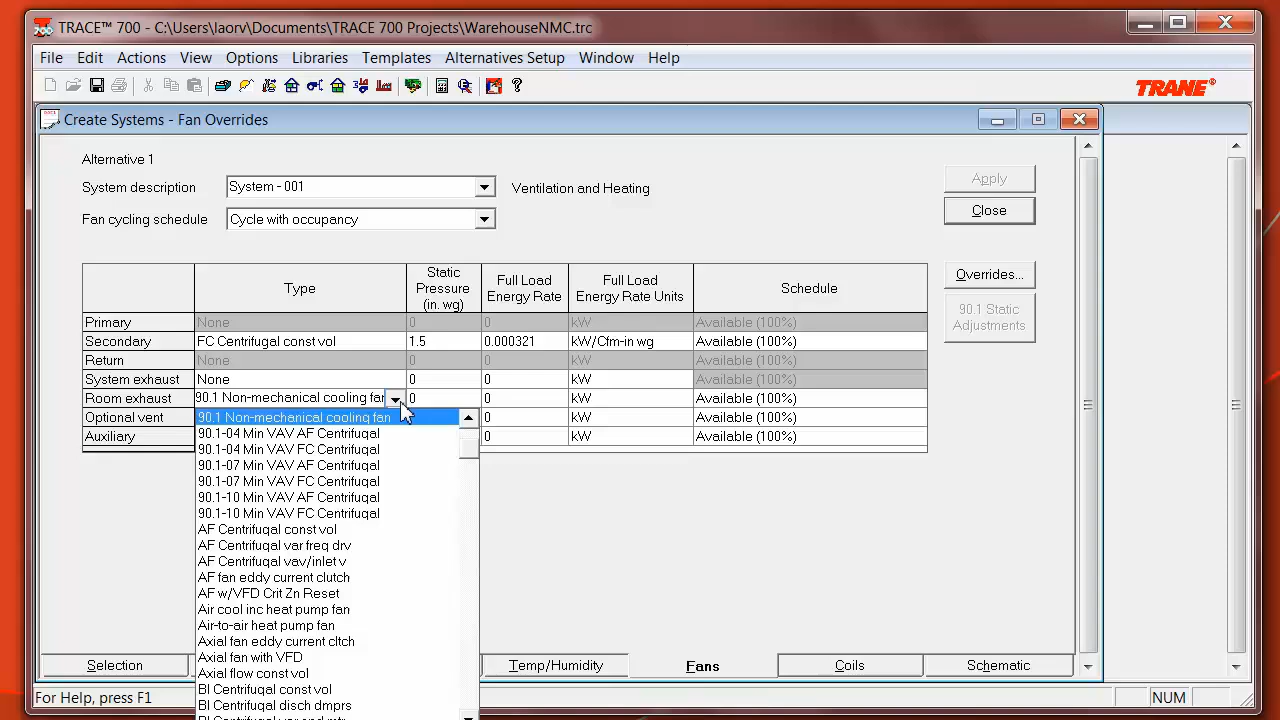 TRACE™ 700 - C:\Users\laorv\Documents\TRACE 700 Projects\WarehouseNMC.trc
File Edit Actions View Options Libraries Templates Alternatives Setup Window Help
TRANE®
Create Systems - Fan Overrides
Alternative 1
System description System - 001 Ventilation and Heating
Apply
Fan cycling schedule Cycle with occupancy
Close
Type Static Pressure (in. wg) Full Load Energy Rate Full Load Energy Rate Units Schedule
Overrides...
90.1 Static Adjustments
Primary None 0 0 kW Available (100%)
Secondary FC Centrifugal const vol 1.5 0.000321 kW/Cfm-in wg Available (100%)
Return None 0 0 kW Available (100%)
System exhaust None 0 0 kW Available (100%)
Room exhaust 90.1 Non-mechanical cooling fan 0 0 kW Available (100%)
Optional vent 0 kW Available (100%)
Auxiliary 0 kW Available (100%)
90.1 Non-mechanical cooling fan
90.1-04 Min VAV AF Centrifugal
90.1-04 Min VAV FC Centrifugal
90.1-07 Min VAV AF Centrifugal
90.1-07 Min VAV FC Centrifugal
90.1-10 Min VAV AF Centrifugal
90.1-10 Min VAV FC Centrifugal
AF Centrifugal const vol
AF Centrifugal var freq drv
AF Centrifugal vav/inlet v
AF fan eddy current clutch
AF w/VFD Crit Zn Reset
Air cool inc heat pump fan
Air-to-air heat pump fan
Axial fan eddy current cltch
Axial fan with VFD
Axial flow const vol
BI Centrifugal const vol
BI Centrifugal disch dmprs
Selection Temp/Humidity Fans Coils Schematic
For Help, press F1 NUM